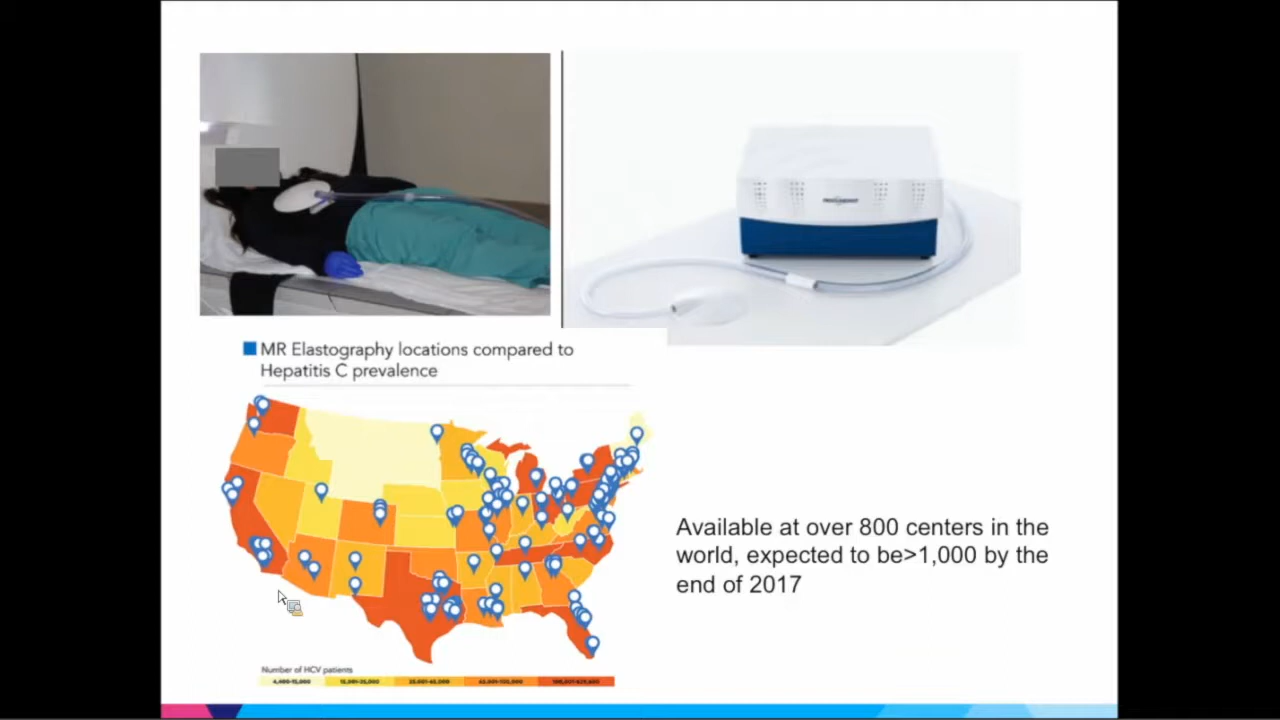 MR Elastography locations compared to
Hepatitis C prevalence
Available at over 800 centers in the
world, expected to be>1,000 by the
end of 2017
Number of HCV patients